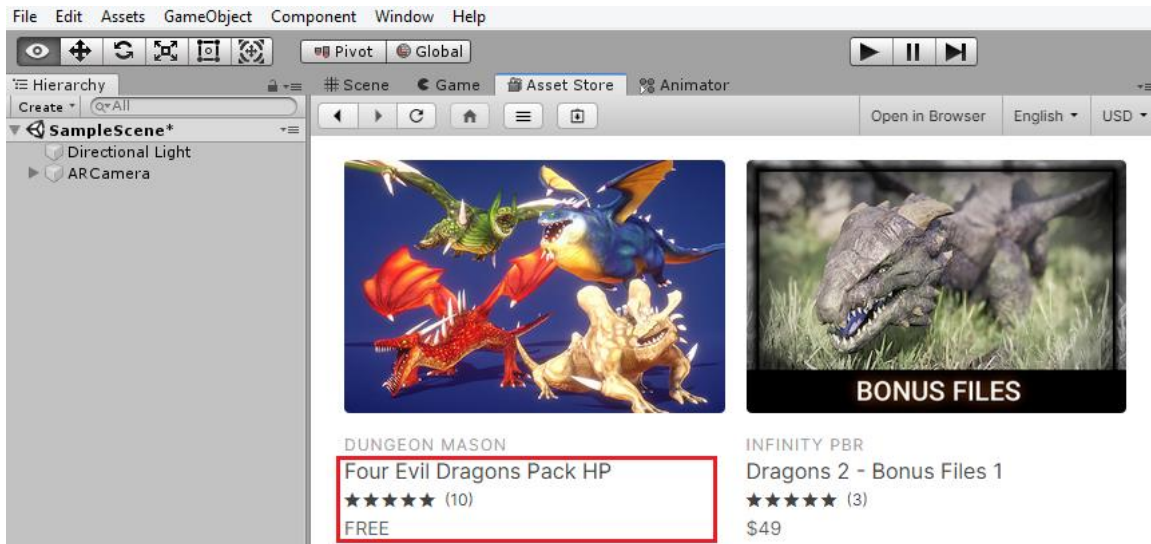 File Edit Assets GameObject Component Window Help
Pivot Global
Hierarchy
Scene Game Asset Store Animator
Create All
Open in Browser English USD
SampleScene*
Directional Light
ARCamera
BONUS FILES
DUNGEON MASON
Four Evil Dragons Pack HP
★★★★★ (10)
FREE
INFINITY PBR
Dragons 2 - Bonus Files 1
★★★★★ (3)
$49